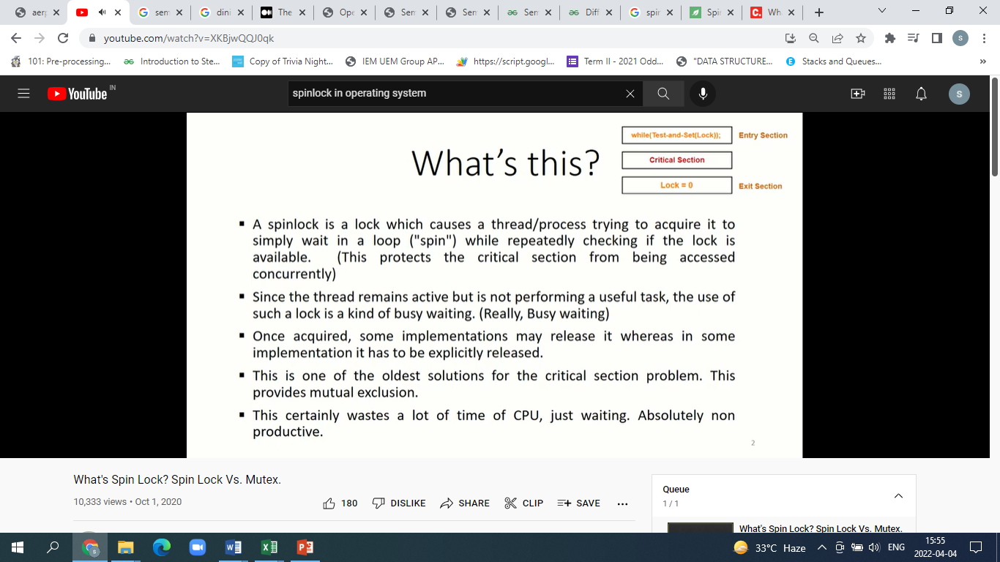 aerp
sem
dini
The
Ope
Sem
Sem
Sem
Diff
spir
Spi
Wh
youtube.com/watch?v=XKBjwQQJ0qk
S
101: Pre-processing...
Introduction to Ste...
Copy of Trivia Night...
IEM UEM Group AP...
https://script.googl...
Term II - 2021 Odd...
"DATA STRUCTURE...
Stacks and Queues...
»
YouTube IN
spinlock in operating system
S
What's this?
while(Test-and-Set(Lock));
Entry Section
Critical Section
Lock = 0
Exit Section
▪ A spinlock is a lock which causes a thread/process trying to acquire it to
simply wait in a loop ("spin") while repeatedly checking if the lock is
available. (This protects the critical section from being accessed
concurrently)
▪ Since the thread remains active but is not performing a useful task, the use of
such a lock is a kind of busy waiting. (Really, Busy waiting)
▪ Once acquired, some implementations may release it whereas in some
implementation it has to be explicitly released.
▪ This is one of the oldest solutions for the critical section problem. This
provides mutual exclusion.
▪ This certainly wastes a lot of time of CPU, just waiting. Absolutely non
productive.
2
What's Spin Lock? Spin Lock Vs. Mutex.
10,333 views • Oct 1, 2020
180
DISLIKE
SHARE
CLIP
SAVE
Queue
1 / 1
What's Spin Lock? Spin Lock Vs. Mutex.
33°C Haze
ENG
15:55
2022-04-04